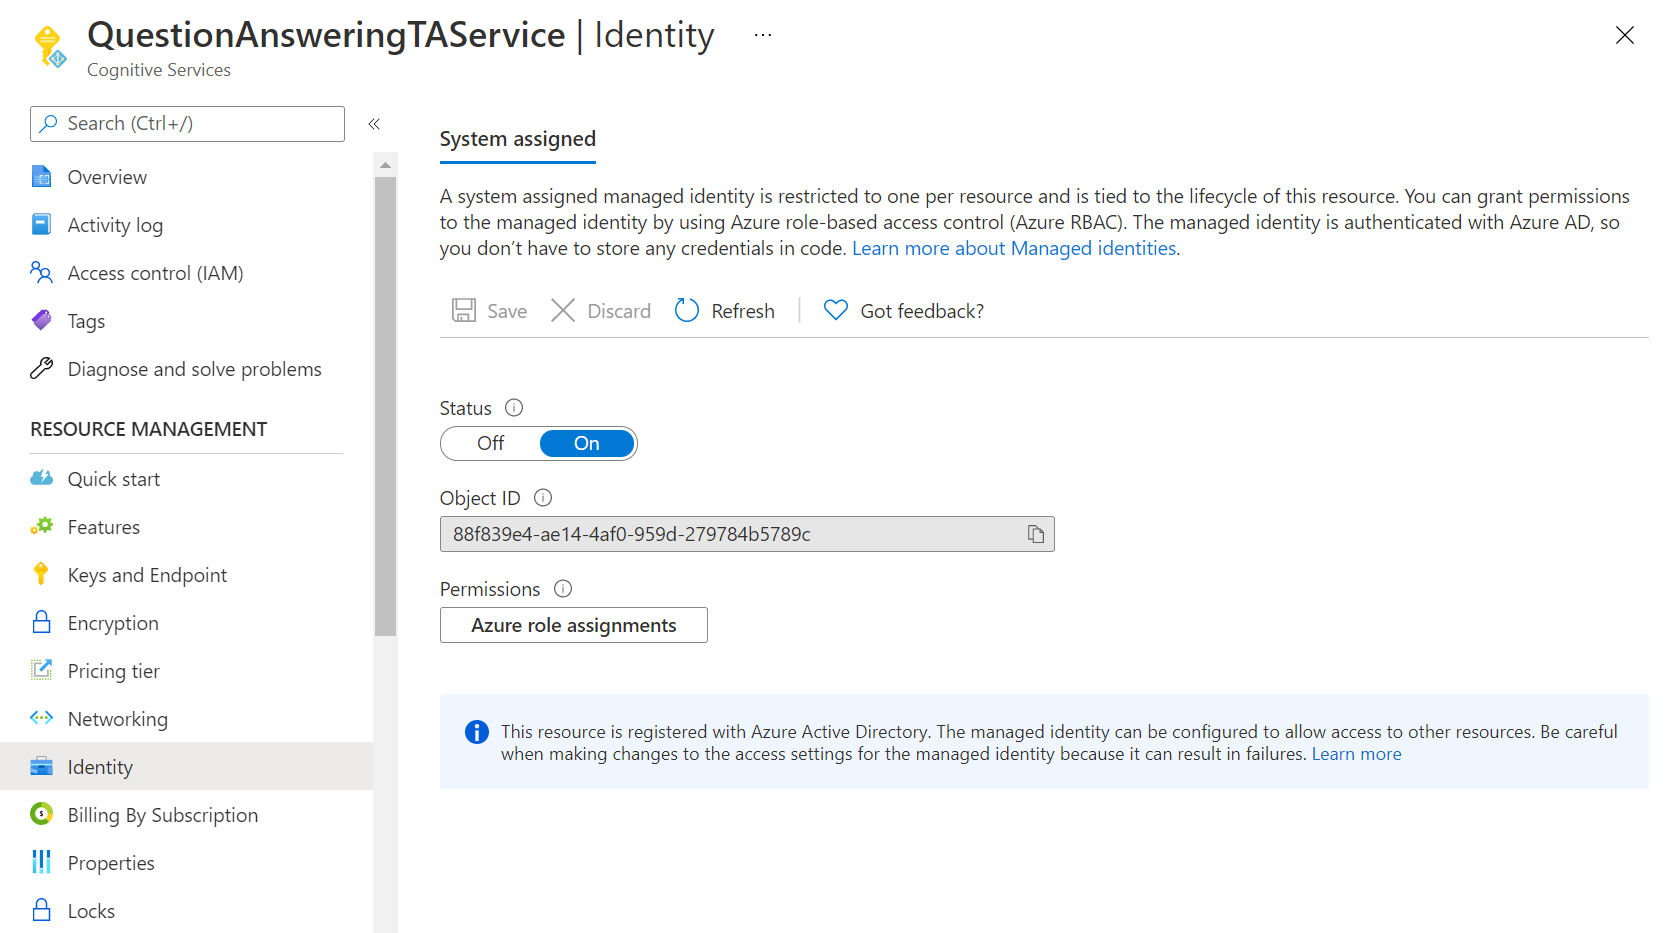 QuestionAnsweringTAService | Identity ...
Cognitive Services
Search (Ctrl+/)
«
Overview
Activity log
Access control (IAM)
Tags
Diagnose and solve problems
RESOURCE MANAGEMENT
Quick start
Features
Keys and Endpoint
Encryption
Pricing tier
Networking
Identity
Billing By Subscription
Properties
Locks
System assigned
A system assigned managed identity is restricted to one per resource and is tied to the lifecycle of this resource. You can grant permissions
to the managed identity by using Azure role-based access control (Azure RBAC). The managed identity is authenticated with Azure AD, so
you don’t have to store any credentials in code. Learn more about Managed identities.
Save Discard Refresh Got feedback?
Status
Off On
Object ID
88f839e4-ae14-4af0-959d-279784b5789c
Permissions
Azure role assignments
This resource is registered with Azure Active Directory. The managed identity can be configured to allow access to other resources. Be careful
when making changes to the access settings for the managed identity because it can result in failures. Learn more